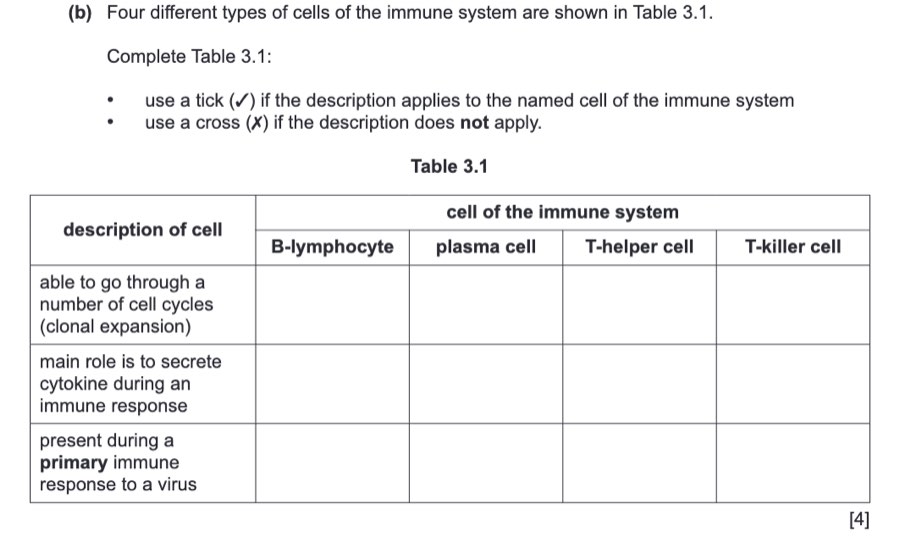 (b) Four different types of cells of the immune system are shown in Table 3.1.
Complete Table 3.1:
• use a tick (✓) if the description applies to the named cell of the immune system
• use a cross (✗) if the description does not apply.
Table 3.1
description of cell
cell of the immune system
B-lymphocyte plasma cell T-helper cell T-killer cell
able to go through a
number of cell cycles
(clonal expansion)
main role is to secrete
cytokine during an
immune response
present during a
primary immune
response to a virus
[4]